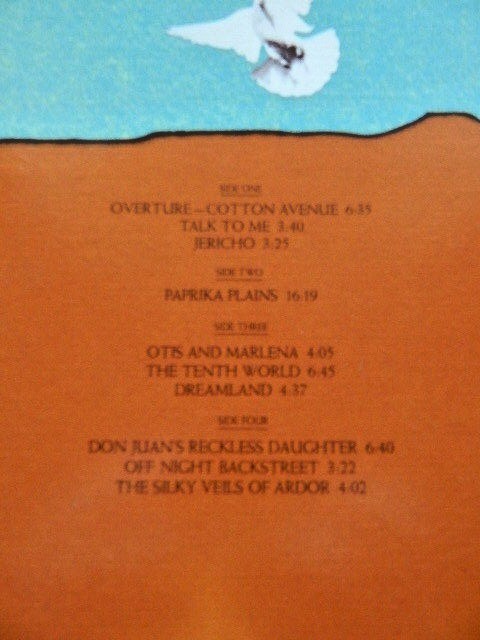 SIDE ONE
OVERTURE—COTTON AVENUE 6:35
TALK TO ME 3:40
JERICHO 3:25
SIDE TWO
PAPRIKA PLAINS 16:19
SIDE THREE
OTIS AND MARLENA 4:05
THE TENTH WORLD 6:45
DREAMLAND 4:37
SIDE FOUR
DON JUAN'S RECKLESS DAUGHTER 6:40
OFF NIGHT BACKSTREET 3:22
THE SILKY VEILS OF ARDOR 4:02